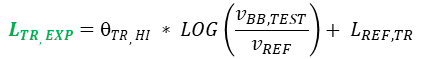 L_TR, EXP = θ_TR, HI * LOG(v_BB,TEST / v_REF) + L_REF,TR